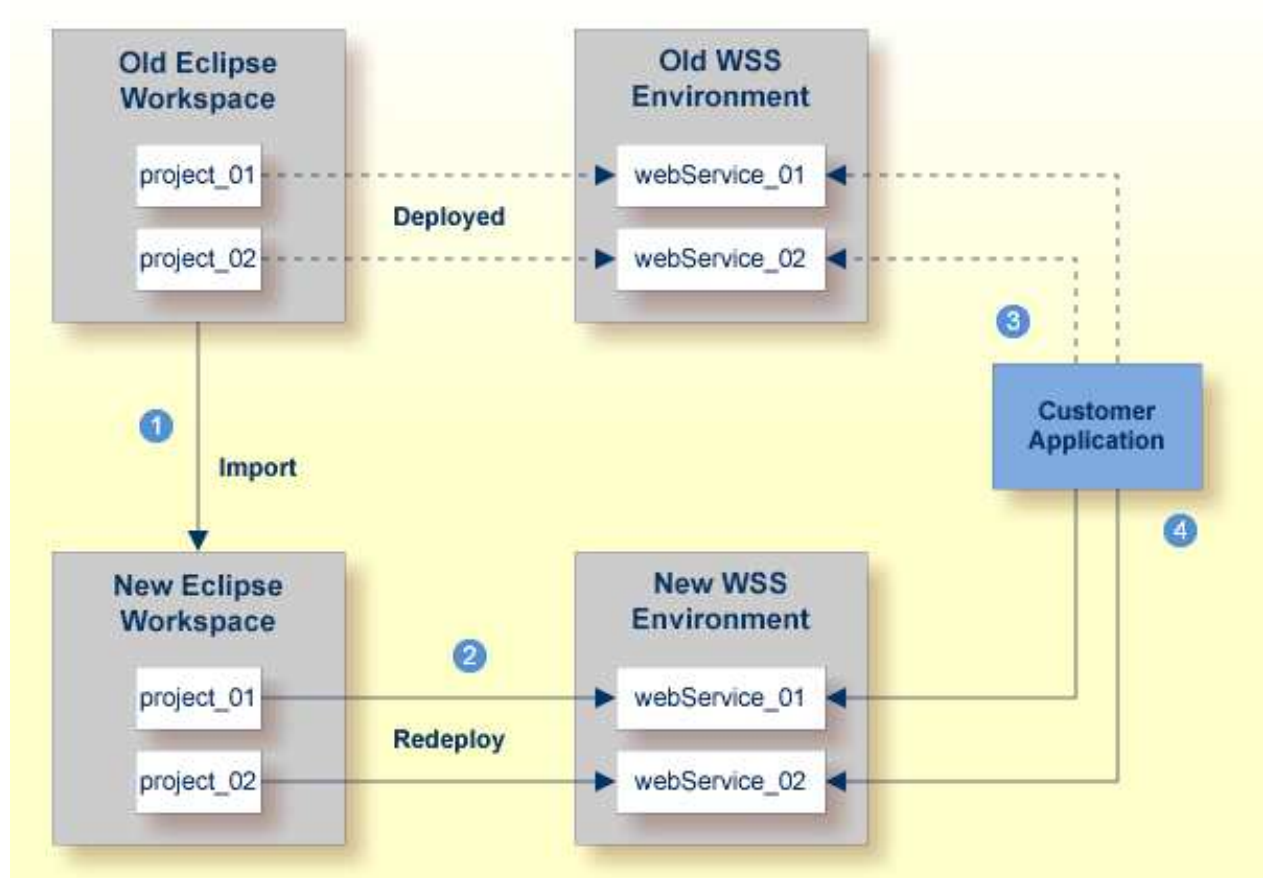 Old Eclipse
Workspace
project_01
project_02
Deployed
Old WSS
Environment
webService_01
webService_02
3
Customer
Application
4
1
Import
New Eclipse
Workspace
project_01
project_02
2
Redeploy
New WSS
Environment
webService_01
webService_02